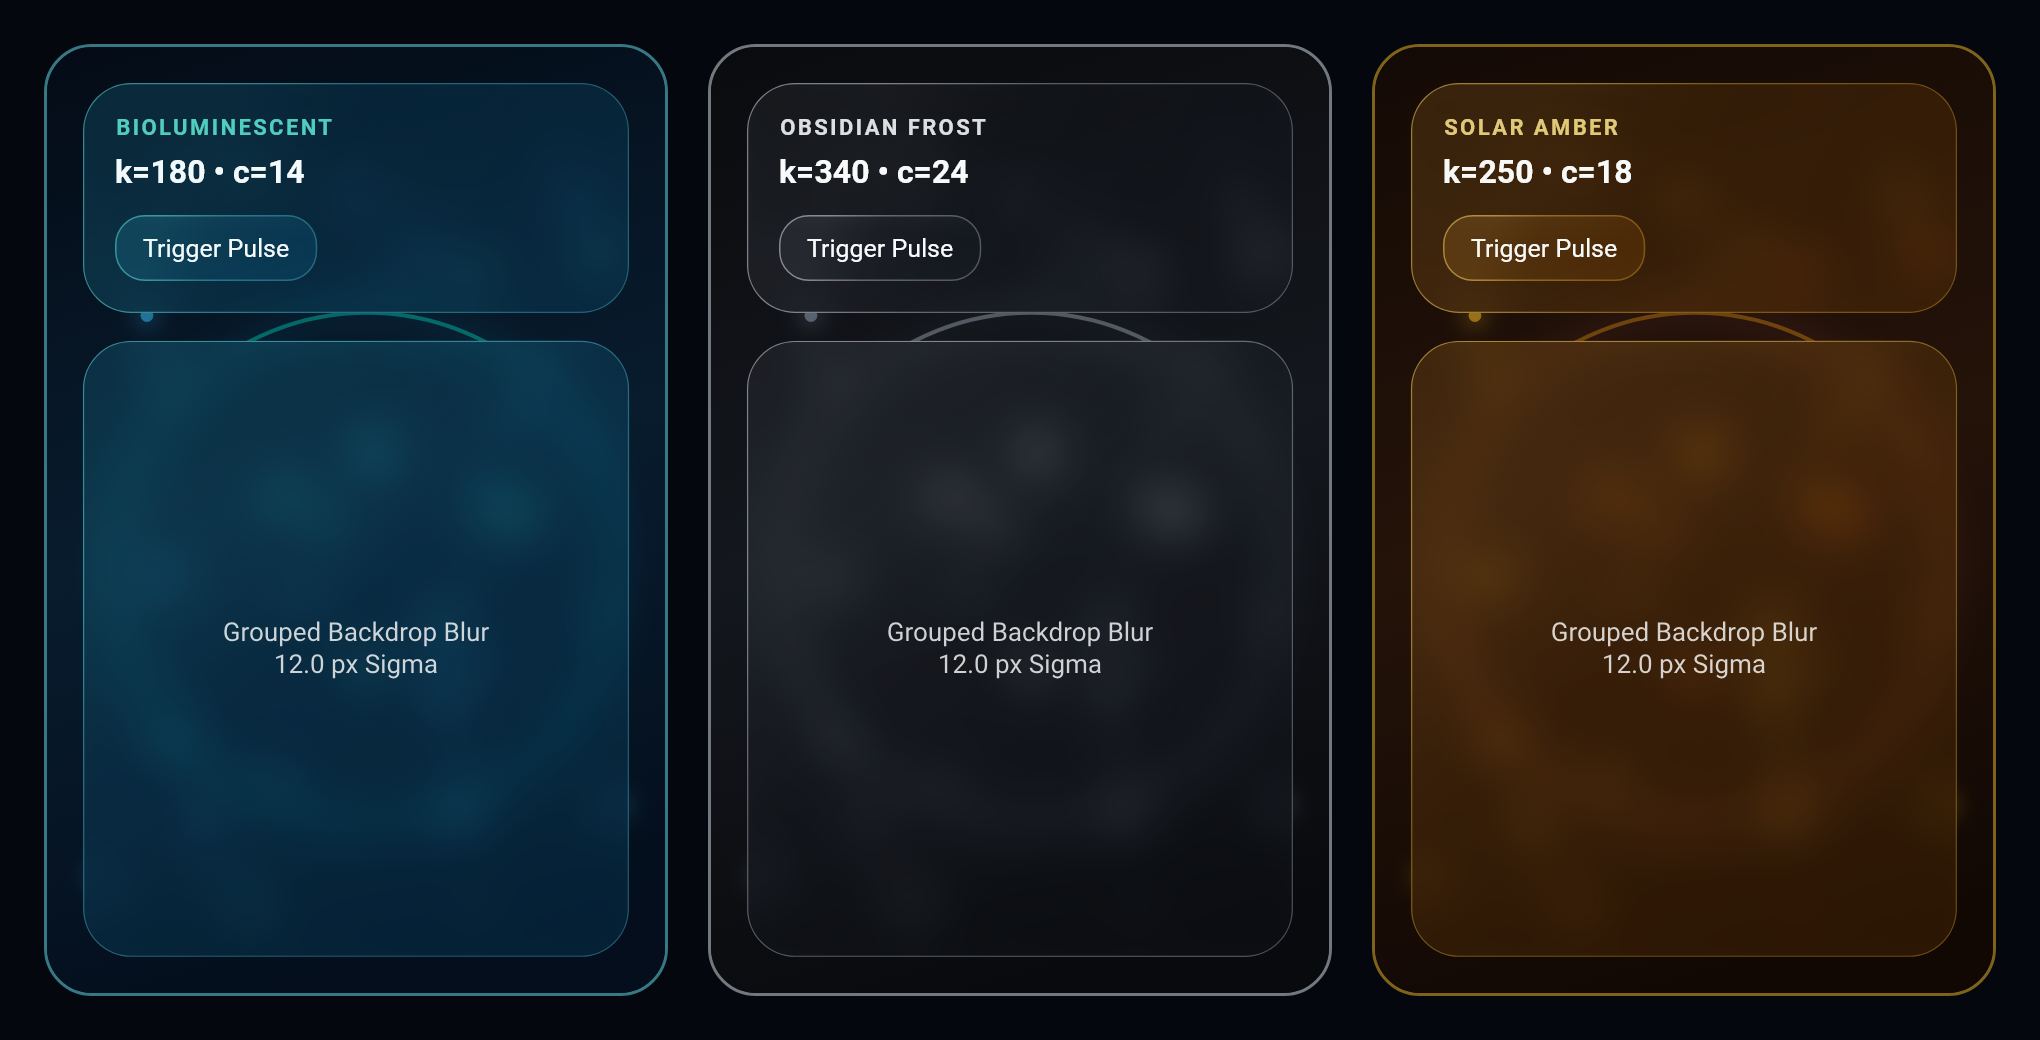 BIOLUMINESCENT
k=180 • c=14
Trigger Pulse
Grouped Backdrop Blur
12.0 px Sigma
OBSIDIAN FROST
k=340 • c=24
Trigger Pulse
Grouped Backdrop Blur
12.0 px Sigma
SOLAR AMBER
k=250 • c=18
Trigger Pulse
Grouped Backdrop Blur
12.0 px Sigma